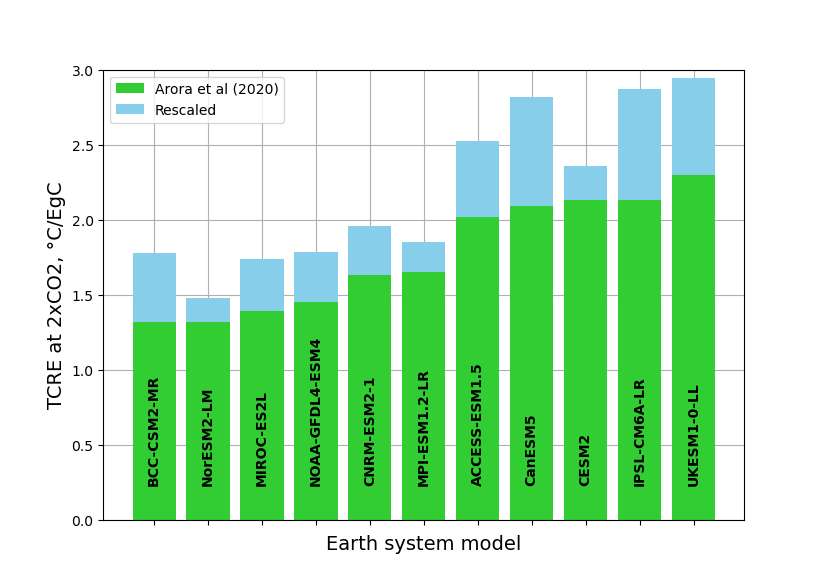 Arora et al (2020)
Rescaled
3.0
2.5
2.0
1.5
1.0
0.5
0.0
TCRE at 2xCO2, °C/EgC
BCC-CSM2-MR
NorESM2-LM
MIROC-ES2L
NOAA-GFDL4-ESM4
CNRM-ESM2-1
MPI-ESM1.2-LR
ACCESS-ESM1.5
CanESM5
CESM2
IPSL-CM6A-LR
UKESM1-0-LL
Earth system model